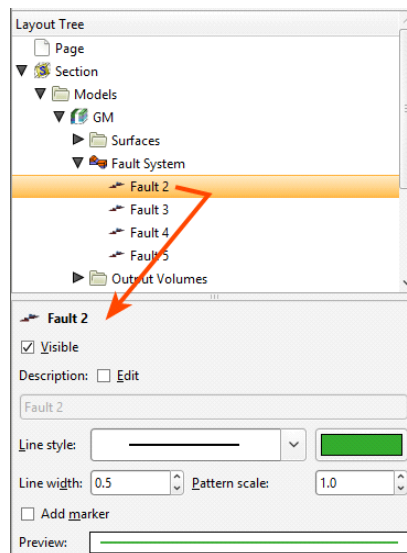 Layout Tree
Page
Section
Models
GM
Surfaces
Fault System
Fault 2
Fault 3
Fault 4
Fault 5
Output Volumes
Fault 2
Visible
Description: Edit
Fault 2
Line style:
Line width: 0.5 Pattern scale: 1.0
Add marker
Preview: